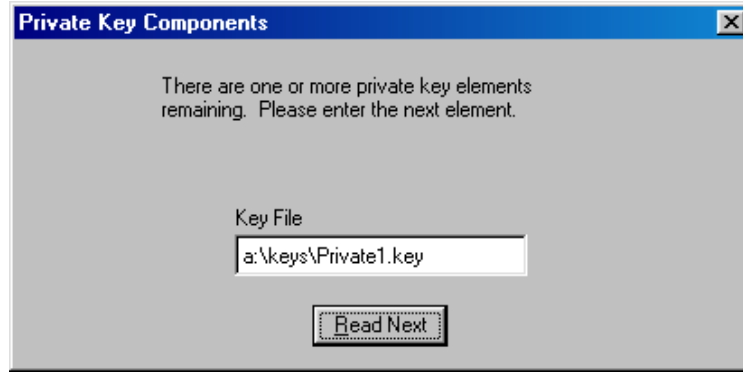 Private Key Components
There are one or more private key elements
remaining.  Please enter the next element.
Key File
a:\keys\Private1.key
Read Next